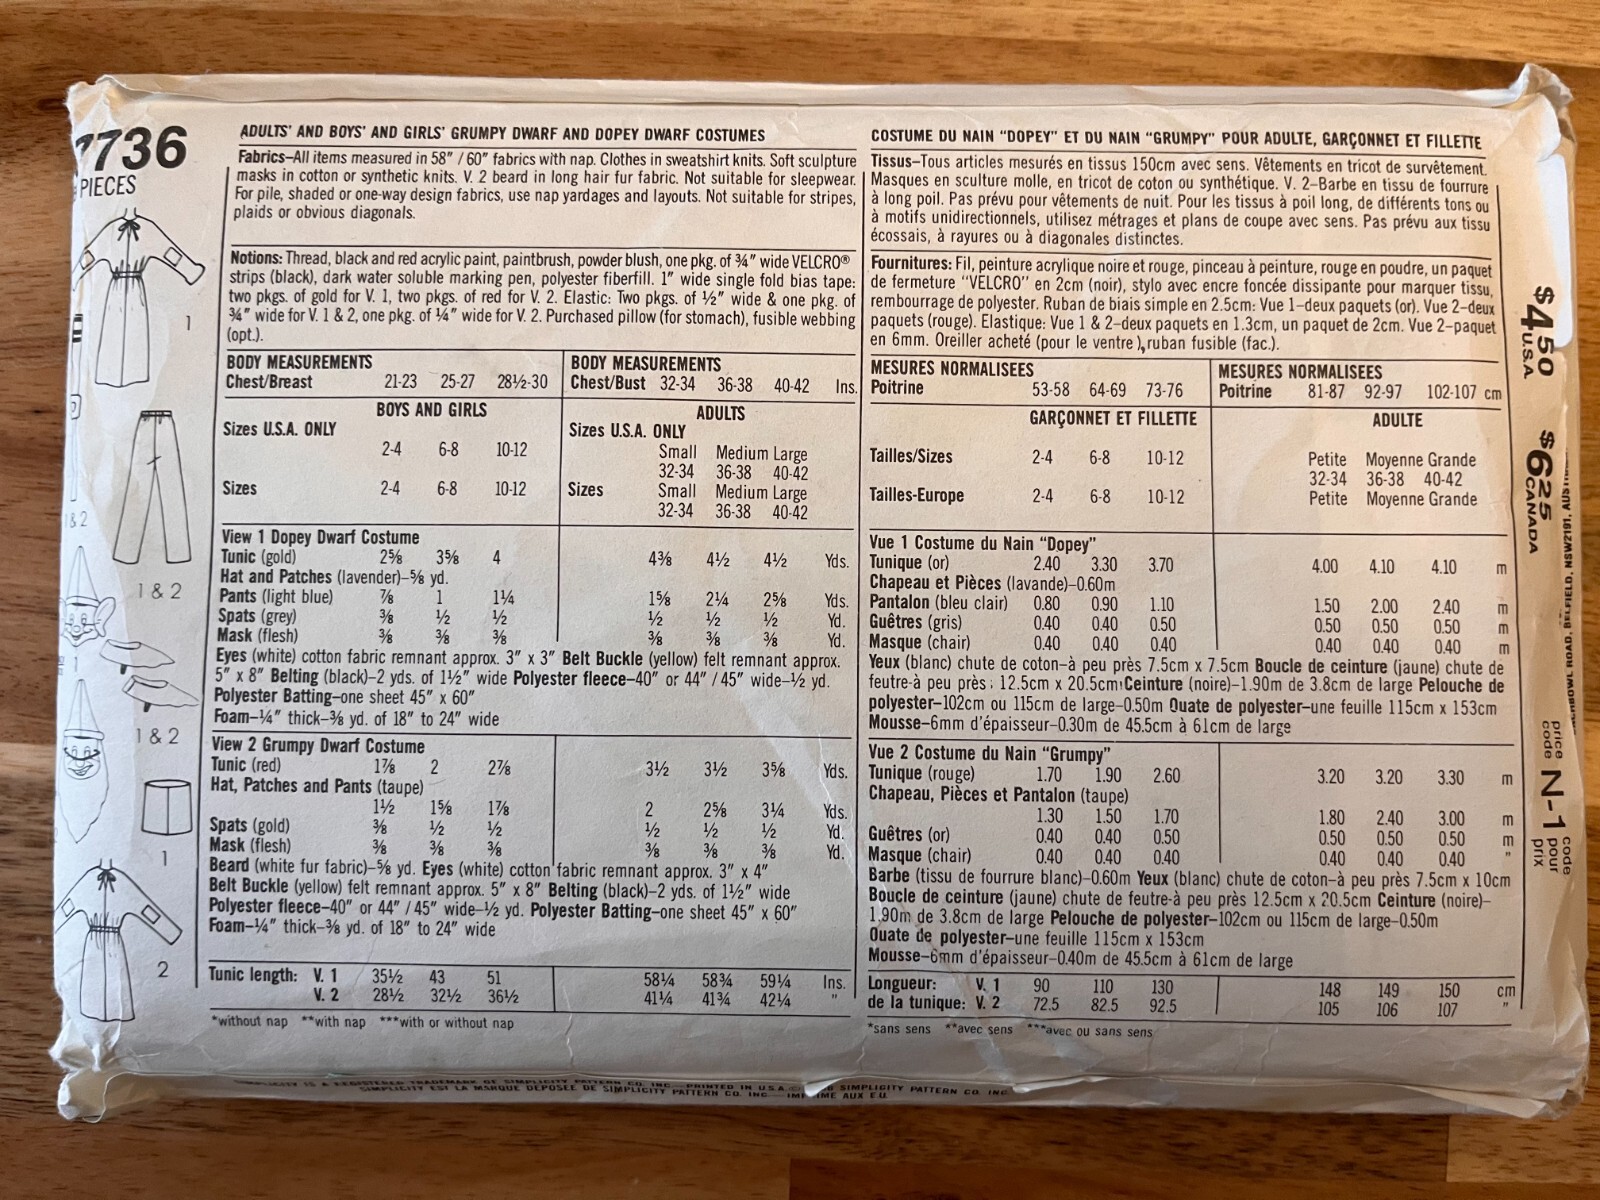 7736
PIECES
1
1 & 2
1 & 2
1
1 & 2
1
2
ADULTS' AND BOYS' AND GIRLS' GRUMPY DWARF AND DOPEY DWARF COSTUMES
Fabrics–All items measured in 58" / 60" fabrics with nap. Clothes in sweatshirt knits. Soft sculpture
masks in cotton or synthetic knits. V. 2 beard in long hair fur fabric. Not suitable for sleepwear.
For pile, shaded or one-way design fabrics, use nap yardages and layouts. Not suitable for stripes,
plaids or obvious diagonals.
Notions: Thread, black and red acrylic paint, paintbrush, powder blush, one pkg. of ¾" wide VELCRO®
strips (black), dark water soluble marking pen, polyester fiberfill. 1" wide single fold bias tape:
two pkgs. of gold for V. 1, two pkgs. of red for V. 2. Elastic: Two pkgs. of ½" wide & one pkg. of
¾" wide for V. 1 & 2, one pkg. of ¼" wide for V. 2. Purchased pillow (for stomach), fusible webbing
(opt.).
BODY MEASUREMENTS BODY MEASUREMENTS
Chest/Breast 21-23 25-27 28½-30 Chest/Bust 32-34 36-38 40-42 Ins.
BOYS AND GIRLS ADULTS
Sizes U.S.A. ONLY Sizes U.S.A. ONLY
2-4 6-8 10-12 Small Medium Large
32-34 36-38 40-42
Sizes 2-4 6-8 10-12 Sizes Small Medium Large
32-34 36-38 40-42
View 1 Dopey Dwarf Costume
Tunic (gold) 2⅝ 3⅝ 4 4⅜ 4½ 4½ Yds.
Hat and Patches (lavender)–⅝ yd.
Pants (light blue) ⅞ 1 1¼ 1⅝ 2¼ 2⅝ Yds.
Spats (grey) ⅜ ½ ½ ½ ½ ½ Yd.
Mask (flesh) ⅜ ⅜ ⅜ ⅜ ⅜ ⅜ Yd.
Eyes (white) cotton fabric remnant approx. 3" x 3" Belt Buckle (yellow) felt remnant approx.
5" x 8" Belting (black)–2 yds. of 1½" wide Polyester fleece–40" or 44" / 45" wide–½ yd.
Polyester Batting–one sheet 45" x 60"
Foam–¼" thick–⅜ yd. of 18" to 24" wide
View 2 Grumpy Dwarf Costume
Tunic (red) 1⅞ 2 2⅞ 3½ 3½ 3⅝ Yds.
Hat, Patches and Pants (taupe)
1½ 1⅝ 1⅞ 2 2⅝ 3¼ Yds.
Spats (gold) ⅜ ½ ½ ½ ½ ½ Yd.
Mask (flesh) ⅜ ⅜ ⅜ ⅜ ⅜ ⅜ Yd.
Beard (white fur fabric)–⅝ yd. Eyes (white) cotton fabric remnant approx. 3" x 4"
Belt Buckle (yellow) felt remnant approx. 5" x 8" Belting (black)–2 yds. of 1½" wide
Polyester fleece–40" or 44" / 45" wide–½ yd. Polyester Batting–one sheet 45" x 60"
Foam–¼" thick–⅜ yd. of 18" to 24" wide
Tunic length: V. 1 35½ 43 51 58¼ 58¾ 59¼ Ins.
V. 2 28½ 32½ 36½ 41¼ 41¾ 42¼ "
*without nap **with nap ***with or without nap
COSTUME DU NAIN "DOPEY" ET DU NAIN "GRUMPY" POUR ADULTE, GARÇONNET ET FILLETTE
Tissus–Tous articles mesurés en tissus 150cm avec sens. Vêtements en tricot de survêtement.
Masques en sculpture molle, en tricot de coton ou synthétique. V. 2–Barbe en tissu de fourrure
à long poil. Pas prévu pour vêtements de nuit. Pour les tissus à poil long, de différents tons ou
à motifs unidirectionnels, utilisez métrages et plans de coupe avec sens. Pas prévu aux tissu
écossais, à rayures ou à diagonales distinctes.
Fournitures: Fil, peinture acrylique noire et rouge, pinceau à peinture, rouge en poudre, un paquet
de fermeture "VELCRO" en 2cm (noir), stylo avec encre foncée dissipante pour marquer tissu,
rembourrage de polyester. Ruban de biais simple en 2.5cm: Vue 1–deux paquets (or). Vue 2–deux
paquets (rouge). Elastique: Vue 1 & 2–deux paquets en 1.3cm, un paquet de 2cm. Vue 2–paquet
en 6mm. Oreiller acheté (pour le ventre), ruban fusible (fac.).
MESURES NORMALISEES MESURES NORMALISEES
Poitrine 53-58 64-69 73-76 Poitrine 81-87 92-97 102-107 cm
GARÇONNET ET FILLETTE ADULTE
Tailles/Sizes 2-4 6-8 10-12 Petite Moyenne Grande
32-34 36-38 40-42
Tailles-Europe 2-4 6-8 10-12 Petite Moyenne Grande
Vue 1 Costume du Nain "Dopey"
Tunique (or) 2.40 3.30 3.70 4.00 4.10 4.10 m
Chapeau et Pièces (lavande)–0.60m
Pantalon (bleu clair) 0.80 0.90 1.10 1.50 2.00 2.40 m
Guêtres (gris) 0.40 0.40 0.50 0.50 0.50 0.50 m
Masque (chair) 0.40 0.40 0.40 0.40 0.40 0.40 m
Yeux (blanc) chute de coton–à peu près 7.5cm x 7.5cm Boucle de ceinture (jaune) chute de
feutre-à peu près: 12.5cm x 20.5cm Ceinture (noire)–1.90m de 3.8cm de large Pelouche de
polyester–102cm ou 115cm de large–0.50m Ouate de polyester–une feuille 115cm x 153cm
Mousse–6mm d'épaisseur–0.30m de 45.5cm à 61cm de large
Vue 2 Costume du Nain "Grumpy"
Tunique (rouge) 1.70 1.90 2.60 3.20 3.20 3.30 m
Chapeau, Pièces et Pantalon (taupe)
1.30 1.50 1.70 1.80 2.40 3.00 m
Guêtres (or) 0.40 0.40 0.50 0.50 0.50 0.50 m
Masque (chair) 0.40 0.40 0.40 0.40 0.40 0.40 "
Barbe (tissu de fourrure blanc)–0.60m Yeux (blanc) chute de coton–à peu près 7.5cm x 10cm
Boucle de ceinture (jaune) chute de feutre-à peu près 12.5cm x 20.5cm Ceinture (noire)–
1.90m de 3.8cm de large Pelouche de polyester–102cm ou 115cm de large–0.50m
Ouate de polyester–une feuille 115cm x 153cm
Mousse–6mm d'épaisseur–0.40m de 45.5cm à 61cm de large
Longueur: V. 1 90 110 130 148 149 150 cm
de la tunique: V. 2 72.5 82.5 92.5 105 106 107 "
*sans sens **avec sens ***avec ou sans sens
$4.50 U.S.A.
$6.25 CANADA
price code N-1 code pour prix
ROAD, BELFIELD, NSW2191,
SIMPLICITY IS A REGISTERED TRADEMARK OF SIMPLICITY PATTERN CO. INC. PRINTED IN U.S.A. © SIMPLICITY PATTERN CO. INC.
SIMPLICITY EST LA MARQUE DEPOSEE DE SIMPLICITY PATTERN CO. INC. AUX E.U.